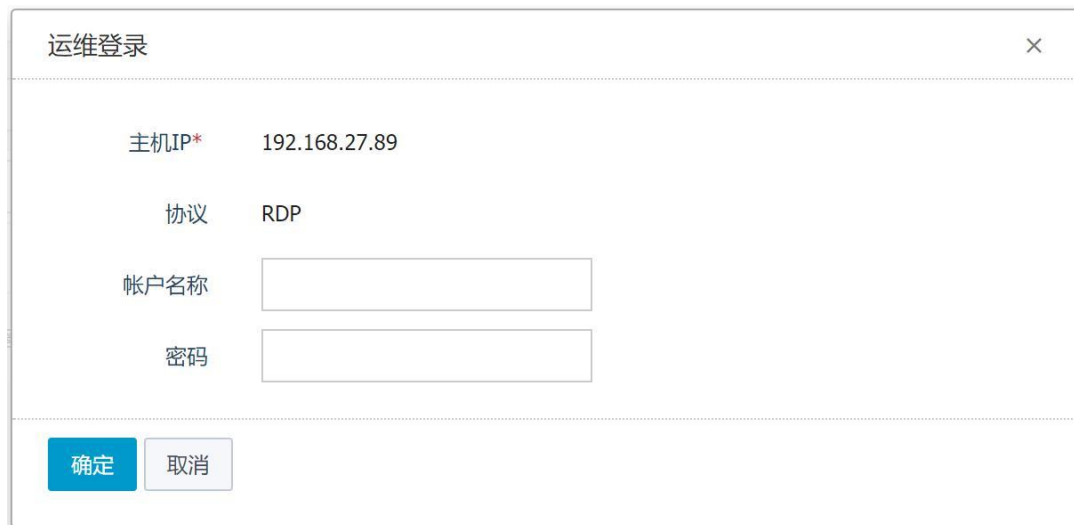 运维登录 ×
主机IP* 192.168.27.89
协议 RDP
帐户名称
密码
确定 取消